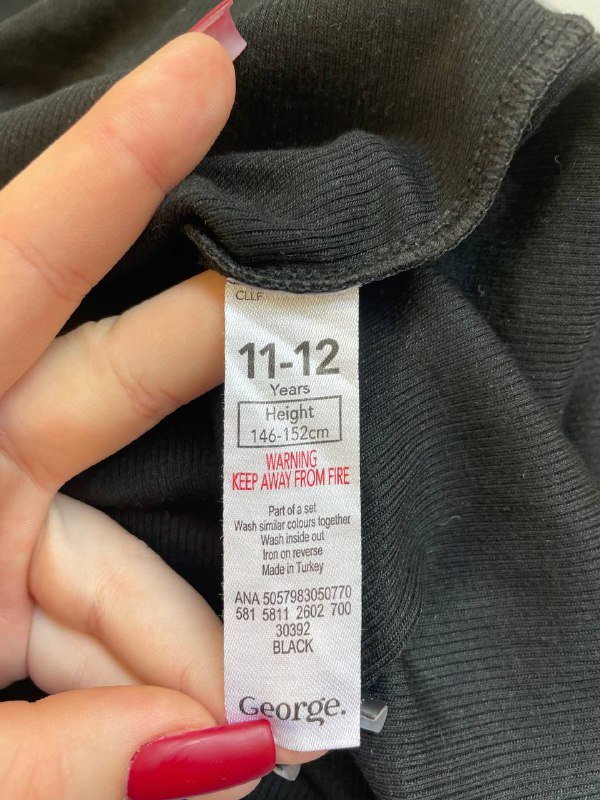 CLLF
11-12
Years
Height
146-152cm
WARNING
KEEP AWAY FROM FIRE
Part of a set
Wash similar colours together
Wash inside out
Iron on reverse
Made in Turkey
ANA 5057983050770
581 5811 2602 700
30392
BLACK
George.